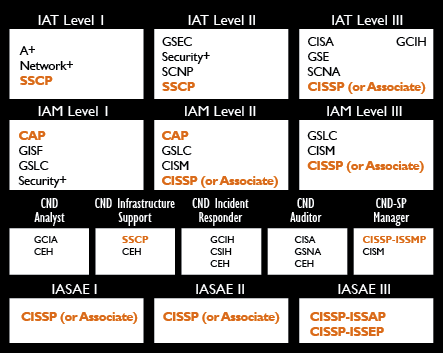 IAT Level I
A+
Network+
SSCP
IAT Level II
GSEC
Security+
SCNP
SSCP
IAT Level III
CISA GCIH
GSE
SCNA
CISSP (or Associate)
IAM Level I
CAP
GISF
GSLC
Security+
IAM Level II
CAP
GSLC
CISM
CISSP (or Associate)
IAM Level III
GSLC
CISM
CISSP (or Associate)
CND
Analyst
GCIA
CEH
CND Infrastructure
Support
SSCP
CEH
CND Incident
Responder
GCIH
CSIH
CEH
CND
Auditor
CISA
GSNA
CEH
CND-SP
Manager
CISSP-ISSMP
CISM
IASAE I
CISSP (or Associate)
IASAE II
CISSP (or Associate)
IASAE III
CISSP-ISSAP
CISSP-ISSEP